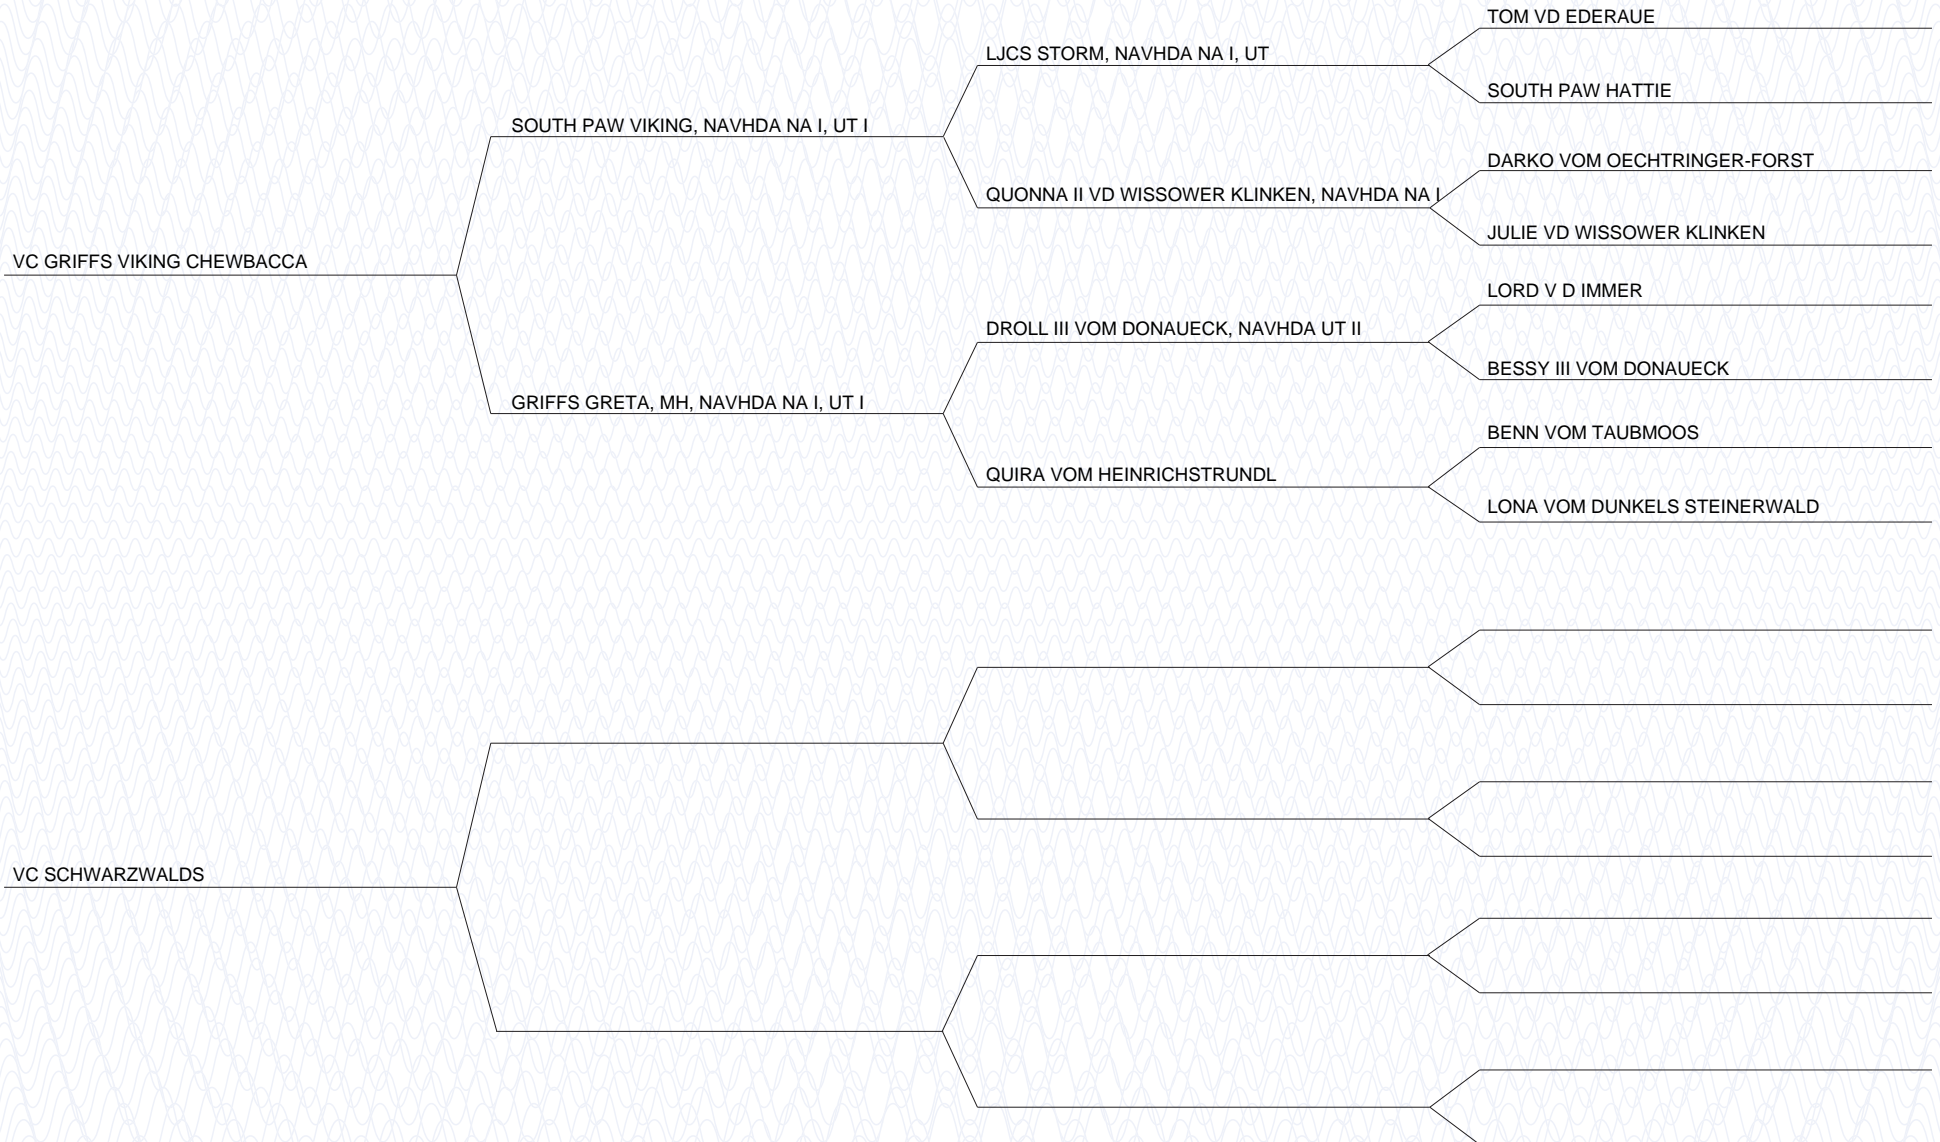 TOM VD EDERAUE
LJCS STORM, NAVHDA NA I, UT
SOUTH PAW HATTIE
SOUTH PAW VIKING, NAVHDA NA I, UT I
DARKO VOM OECHTRINGER-FORST
QUONNA II VD WISSOWER KLINKEN, NAVHDA NA I
JULIE VD WISSOWER KLINKEN
VC GRIFFS VIKING CHEWBACCA
LORD V D IMMER
DROLL III VOM DONAUECK, NAVHDA UT II
BESSY III VOM DONAUECK
GRIFFS GRETA, MH, NAVHDA NA I, UT I
BENN VOM TAUBMOOS
QUIRA VOM HEINRICHSTRUNDL
LONA VOM DUNKELS STEINERWALD
VC SCHWARZWALDS